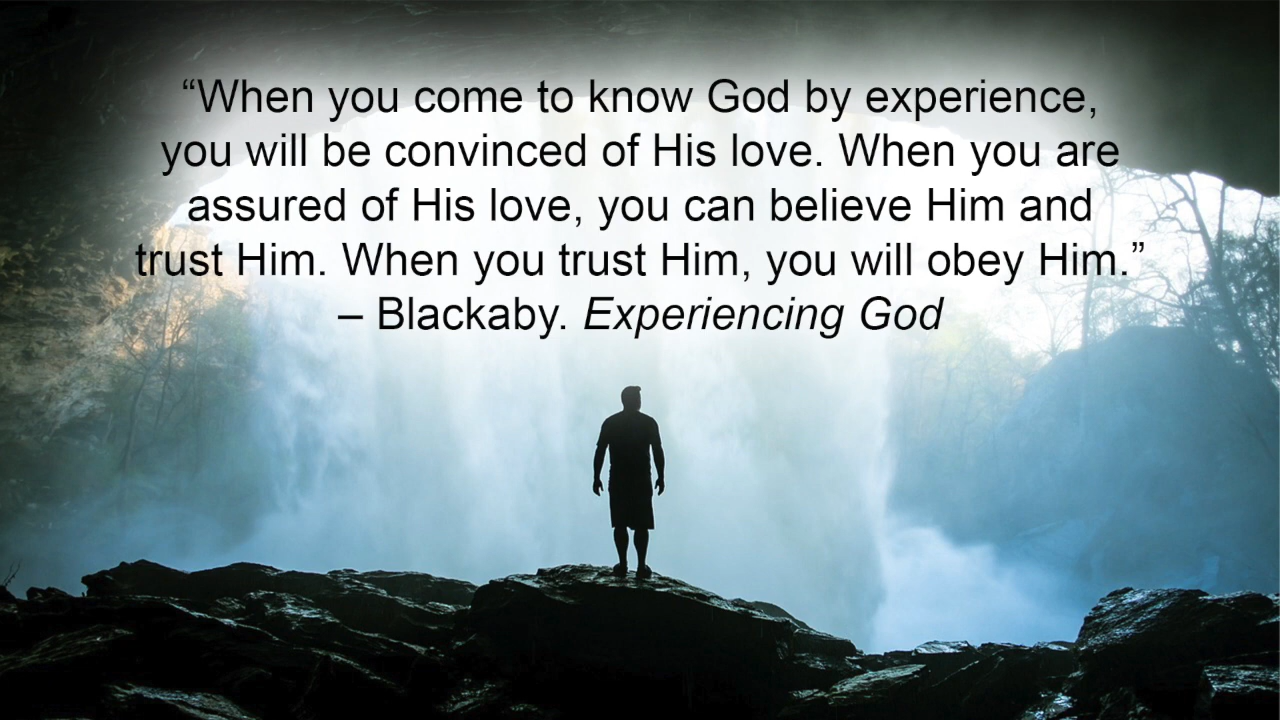 “When you come to know God by experience,
you will be convinced of His love. When you are
assured of His love, you can believe Him and
trust Him. When you trust Him, you will obey Him.”
– Blackaby. Experiencing God